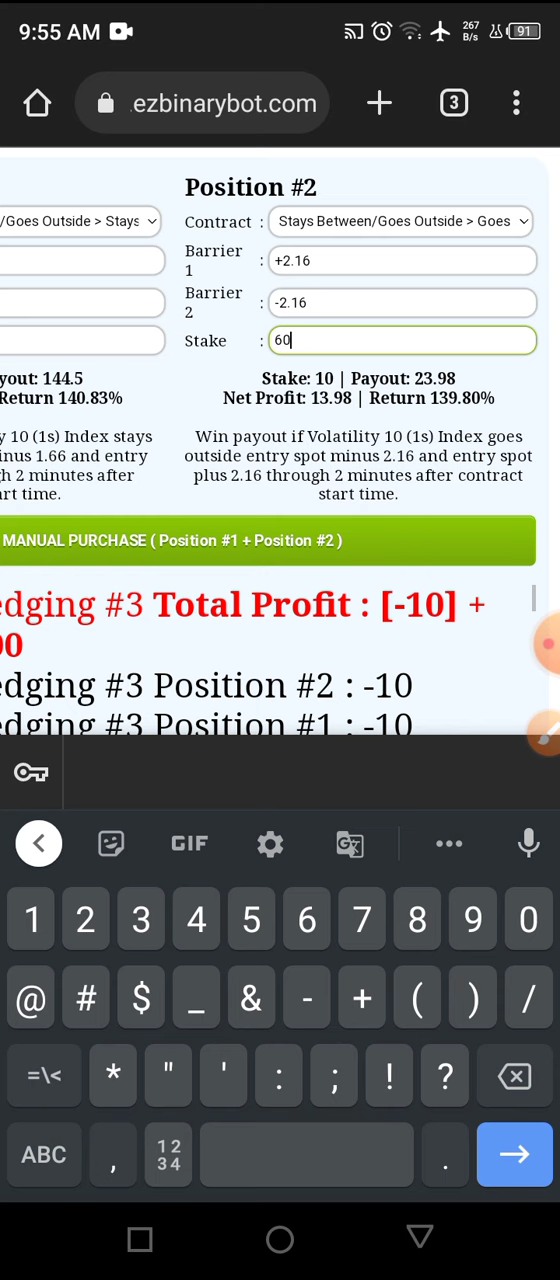 9:55 AM
267
B/s
91
.ezbinarybot.com
3
Position #2
/Goes Outside > Stays
Contract : Stays Between/Goes Outside > Goes
Barrier 1 : +2.16
Barrier 2 : -2.16
Stake : 60
yout: 144.5
Return 140.83%
Stake: 10 | Payout: 23.98
Net Profit: 13.98 | Return 139.80%
y 10 (1s) Index stays
inus 1.66 and entry
gh 2 minutes after
art time.
Win payout if Volatility 10 (1s) Index goes
outside entry spot minus 2.16 and entry spot
plus 2.16 through 2 minutes after contract
start time.
MANUAL PURCHASE ( Position #1 + Position #2 )
edging #3 Total Profit : [-10] +
00
edging #3 Position #2 : -10
edging #3 Position #1 : -10
GIF
1 2 3 4 5 6 7 8 9 0
@ # $ _ & - + ( ) /
=\< * " ' : ; ! ?
ABC , 12 34 .